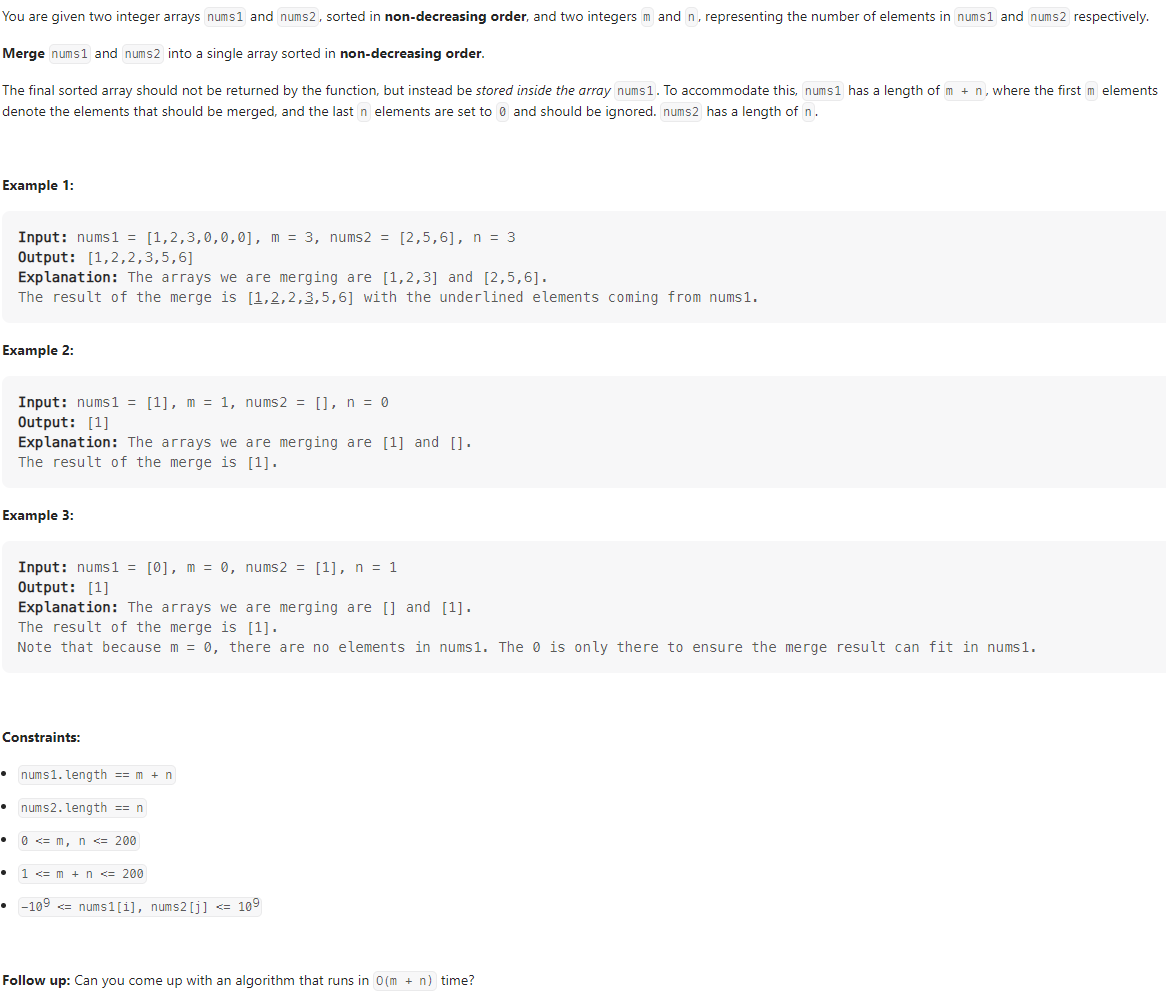 You are given two integer arrays nums1 and nums2, sorted in non-decreasing order, and two integers m and n, representing the number of elements in nums1 and nums2 respectively.
Merge nums1 and nums2 into a single array sorted in non-decreasing order.
The final sorted array should not be returned by the function, but instead be stored inside the array nums1. To accommodate this, nums1 has a length of m + n, where the first m elements
denote the elements that should be merged, and the last n elements are set to 0 and should be ignored. nums2 has a length of n.
Example 1:
Input: nums1 = [1,2,3,0,0,0], m = 3, nums2 = [2,5,6], n = 3
Output: [1,2,2,3,5,6]
Explanation: The arrays we are merging are [1,2,3] and [2,5,6].
The result of the merge is [1,2,2,3,5,6] with the underlined elements coming from nums1.
Example 2:
Input: nums1 = [1], m = 1, nums2 = [], n = 0
Output: [1]
Explanation: The arrays we are merging are [1] and [].
The result of the merge is [1].
Example 3:
Input: nums1 = [0], m = 0, nums2 = [1], n = 1
Output: [1]
Explanation: The arrays we are merging are [] and [1].
The result of the merge is [1].
Note that because m = 0, there are no elements in nums1. The 0 is only there to ensure the merge result can fit in nums1.
Constraints:
• nums1.length == m + n
• nums2.length == n
• 0 <= m, n <= 200
• 1 <= m + n <= 200
• -10⁹ <= nums1[i], nums2[j] <= 10⁹
Follow up: Can you come up with an algorithm that runs in O(m + n) time?